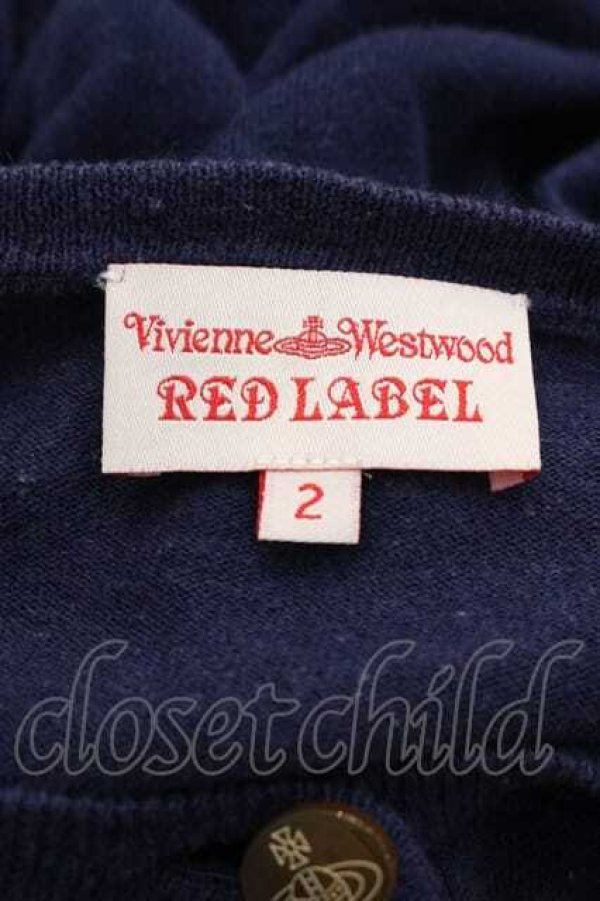 Vivienne Westwood
RED LABEL
2
closet child